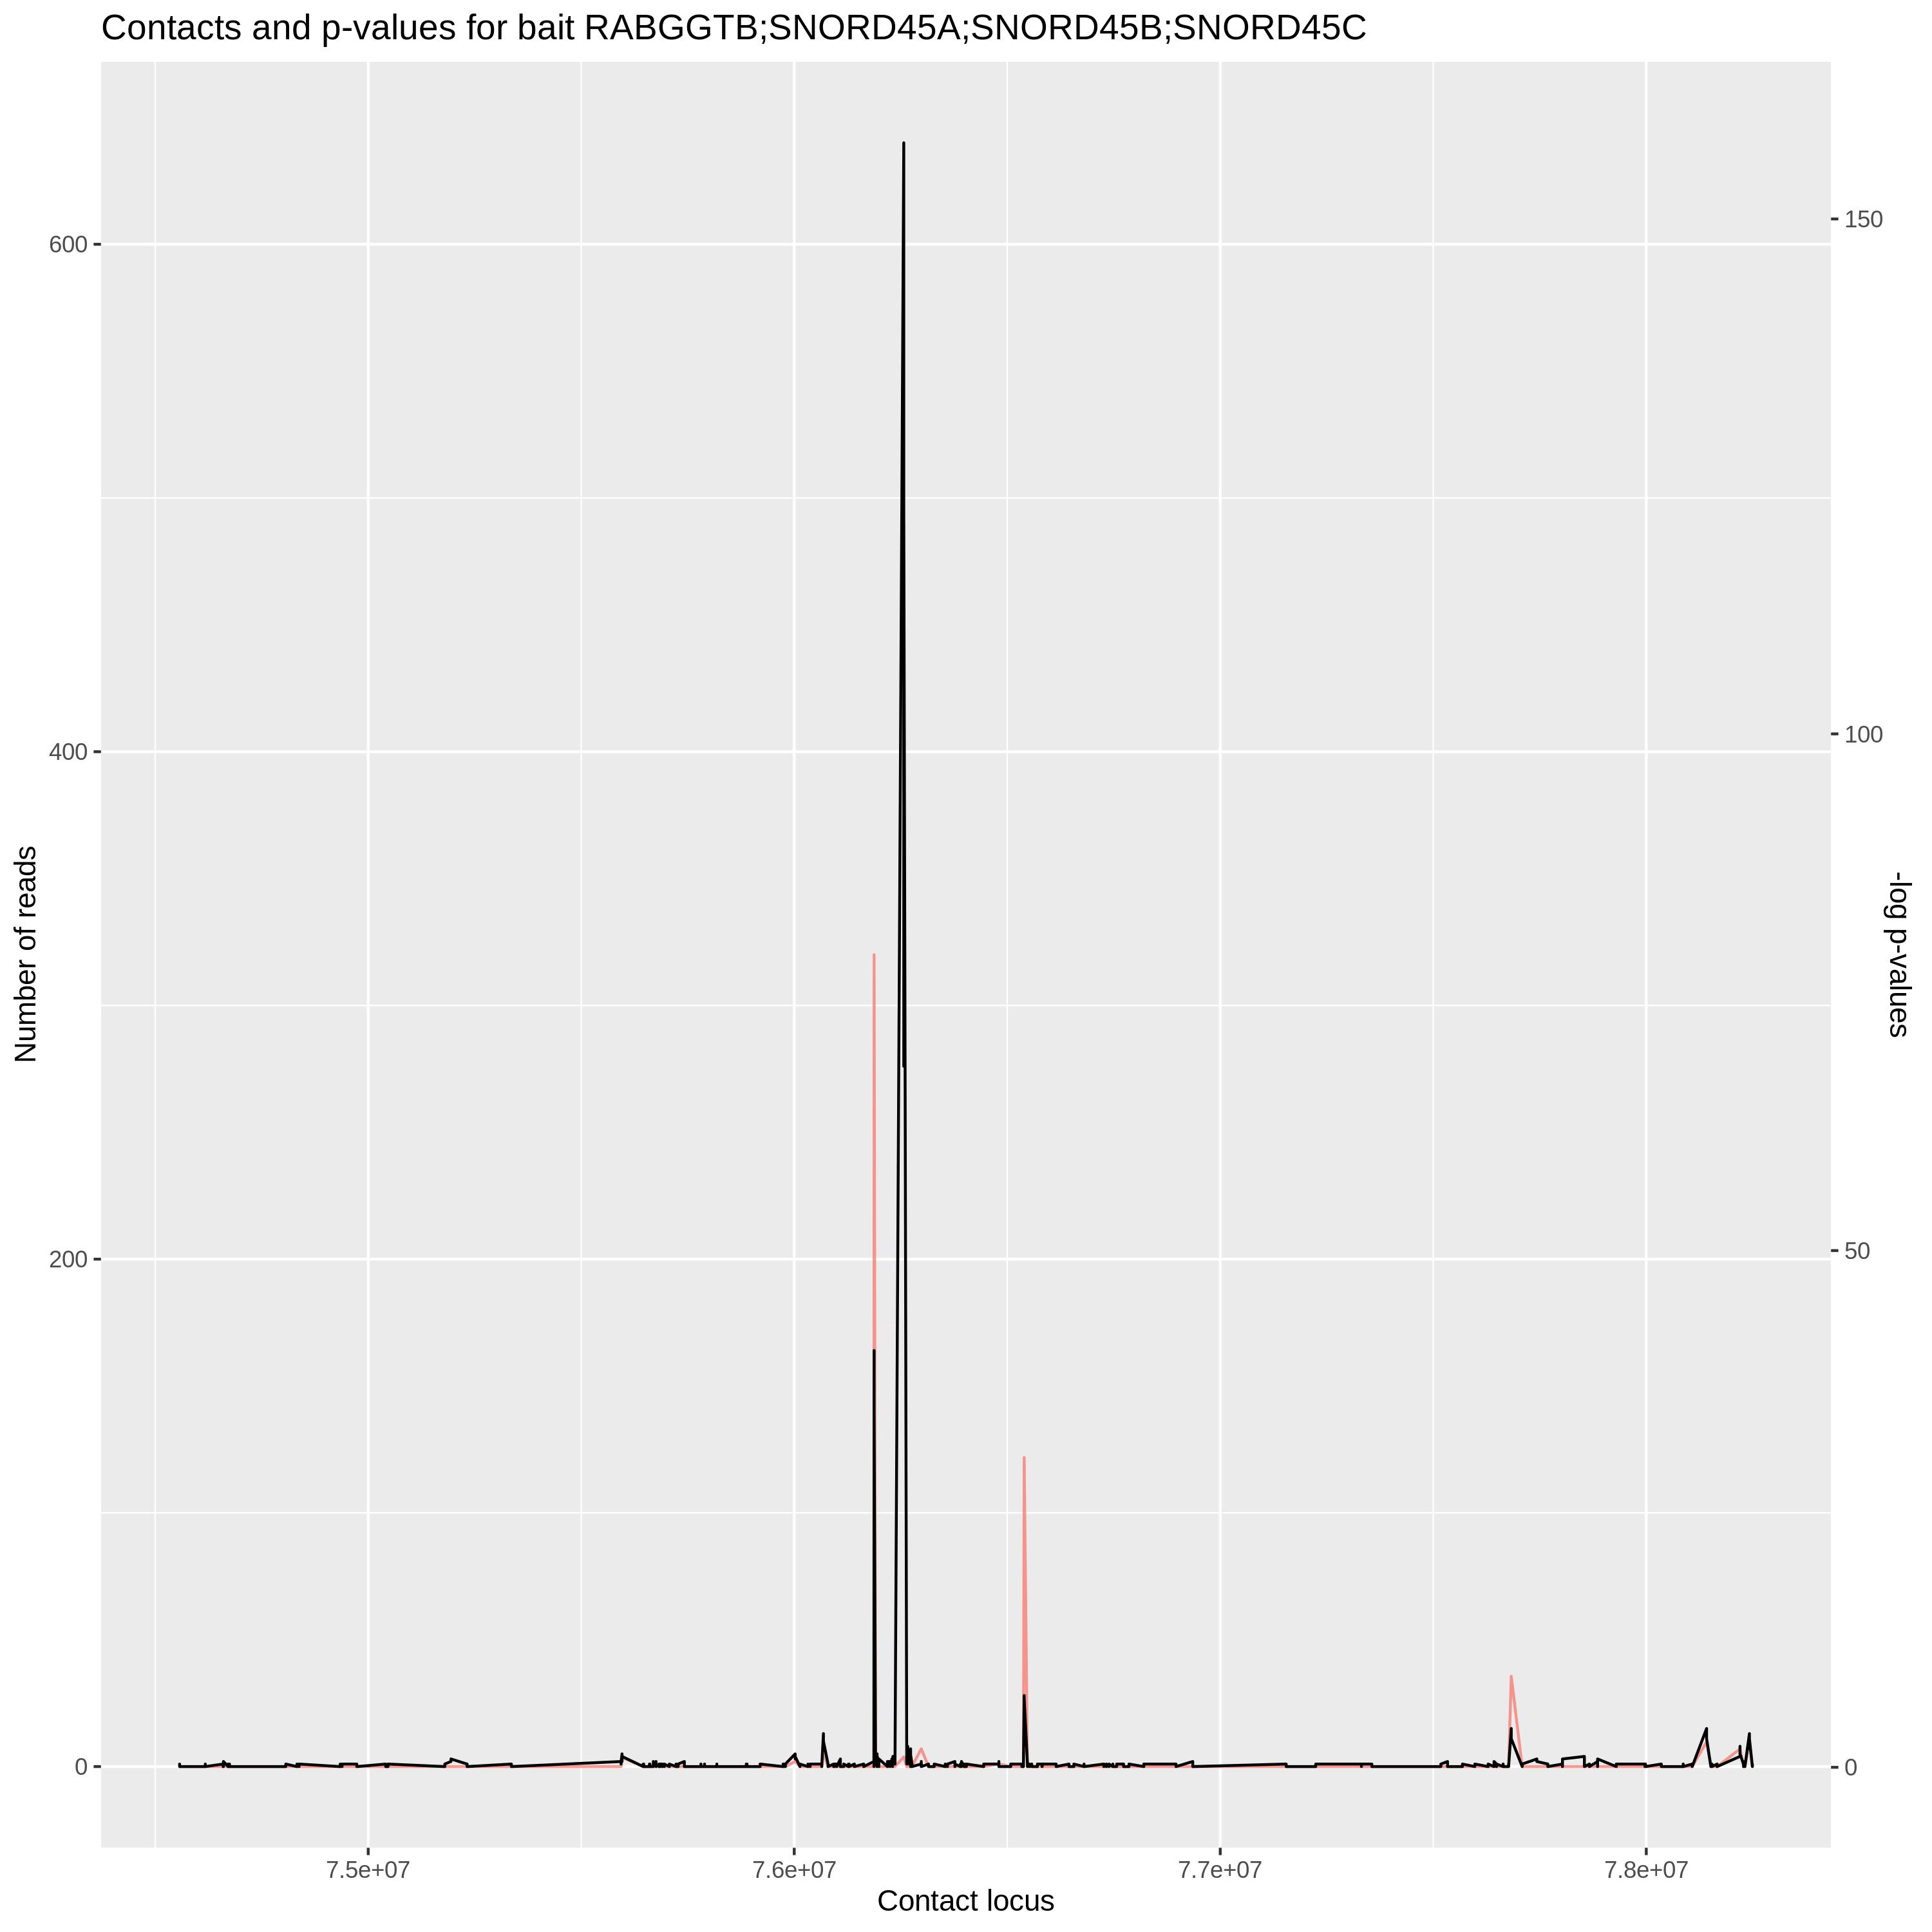 Contacts and p-values for bait RABGGTB;SNORD45A;SNORD45B;SNORD45C
600
400
200
0
Number of reads
150
100
50
0
-log p-values
7.5e+07 7.6e+07 7.7e+07 7.8e+07
Contact locus